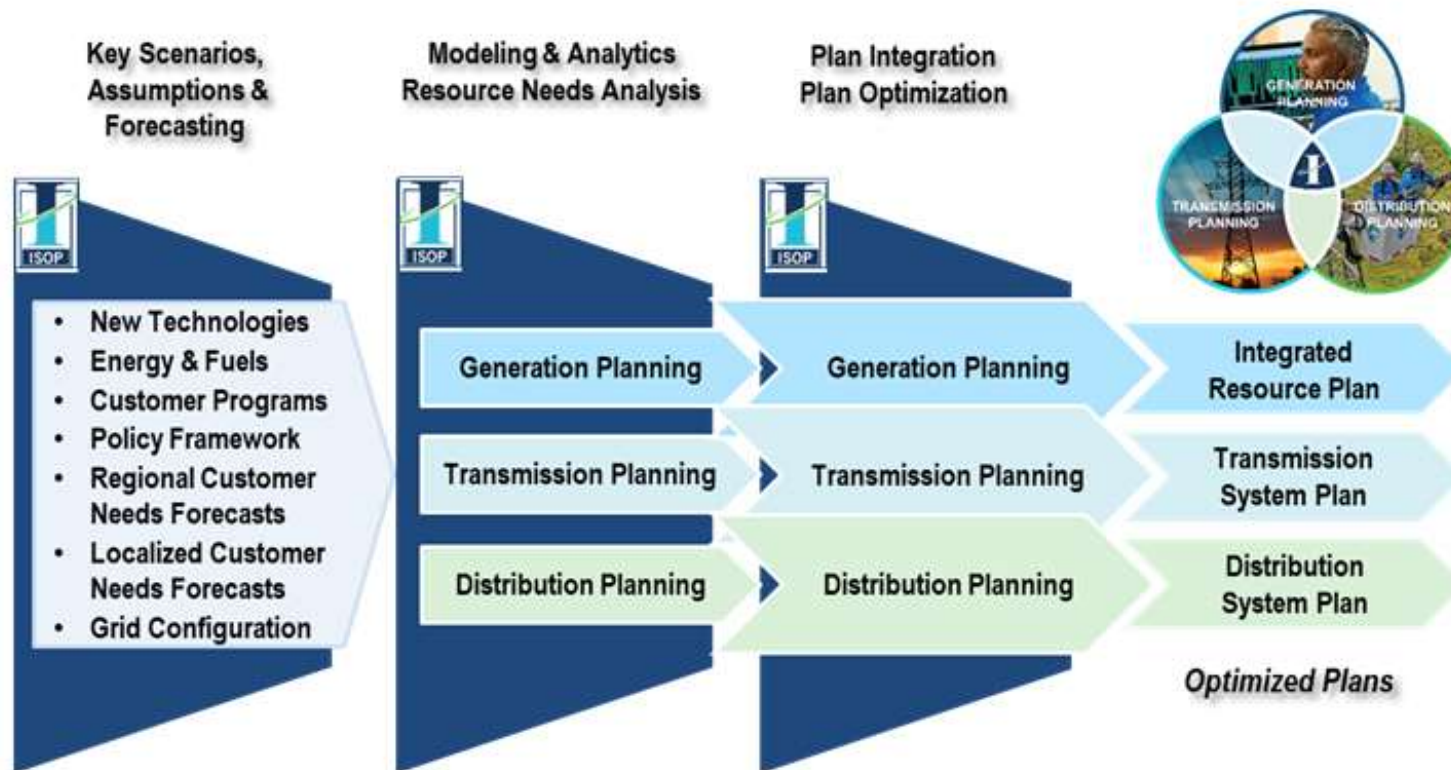 Key Scenarios,
Assumptions &
Forecasting
Modeling & Analytics
Resource Needs Analysis
Plan Integration
Plan Optimization
GENERATION
PLANNING
TRANSMISSION
PLANNING
DISTRIBUTION
PLANNING
ISOP
ISOP
ISOP
• New Technologies
• Energy & Fuels
• Customer Programs
• Policy Framework
• Regional Customer
Needs Forecasts
• Localized Customer
Needs Forecasts
• Grid Configuration
Generation Planning
Transmission Planning
Distribution Planning
Generation Planning
Transmission Planning
Distribution Planning
Integrated
Resource Plan
Transmission
System Plan
Distribution
System Plan
Optimized Plans